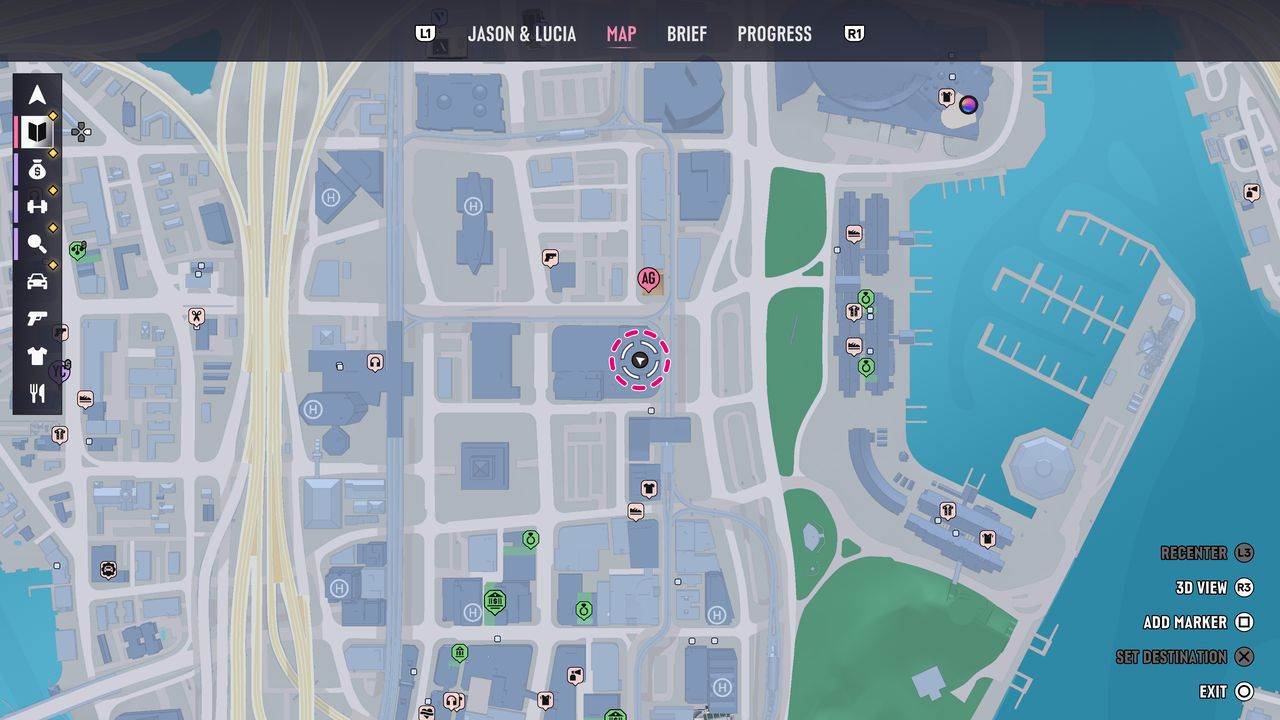 L1 JASON & LUCIA MAP BRIEF PROGRESS R1
H
H
AG
H
RECENTER L3
H
3D VIEW R3
H
H
ADD MARKER
SET DESTINATION
H
EXIT